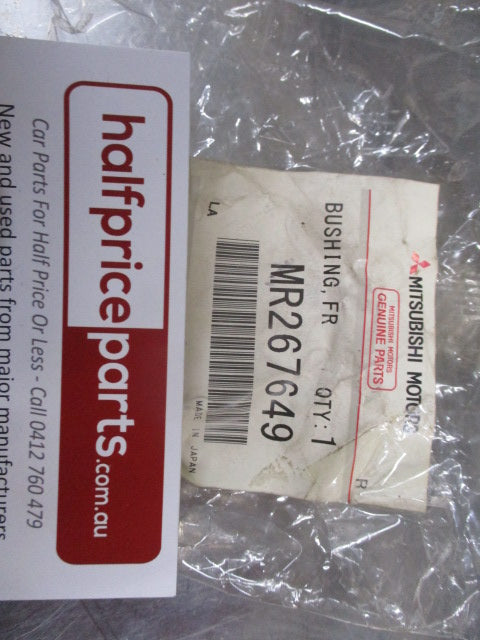 MITSUBISHI MOTORS
MITSUBISHI MOTORS
GENUINE PARTS
R
BUSHING, FR QTY: 1
MR267649
LA
MADE IN JAPAN
halfpriceparts.com.au
Car Parts For Half Price Or Less - Call 0412 760 479
New and used parts from major manufacturers